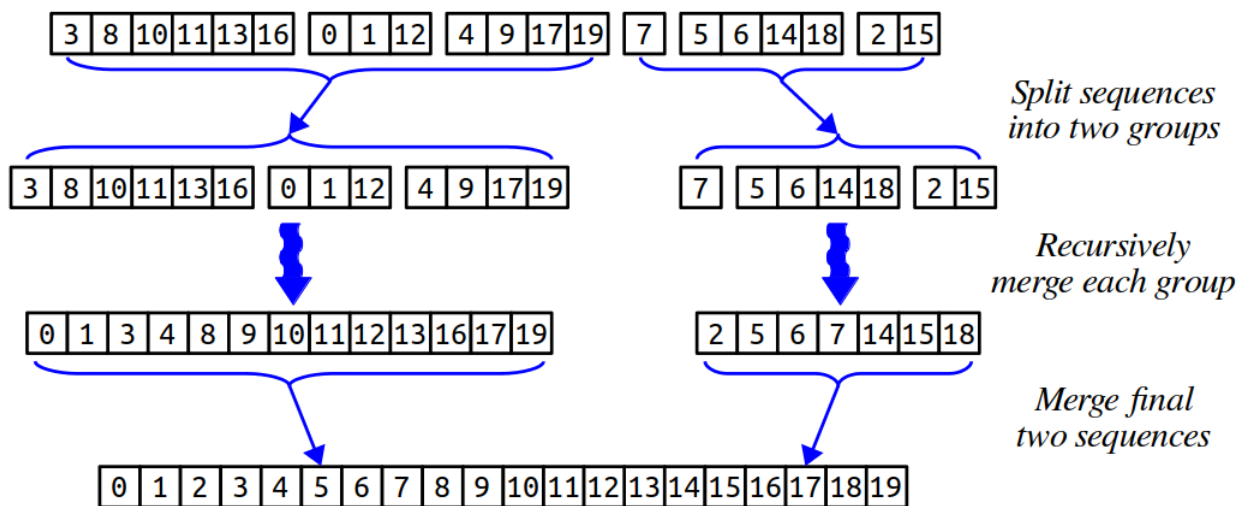 3 8 10 11 13 16 0 1 12 4 9 17 19 7 5 6 14 18 2 15
Split sequences
into two groups
3 8 10 11 13 16 0 1 12 4 9 17 19 7 5 6 14 18 2 15
Recursively
merge each group
0 1 3 4 8 9 10 11 12 13 16 17 19 2 5 6 7 14 15 18
Merge final
two sequences
0 1 2 3 4 5 6 7 8 9 10 11 12 13 14 15 16 17 18 19